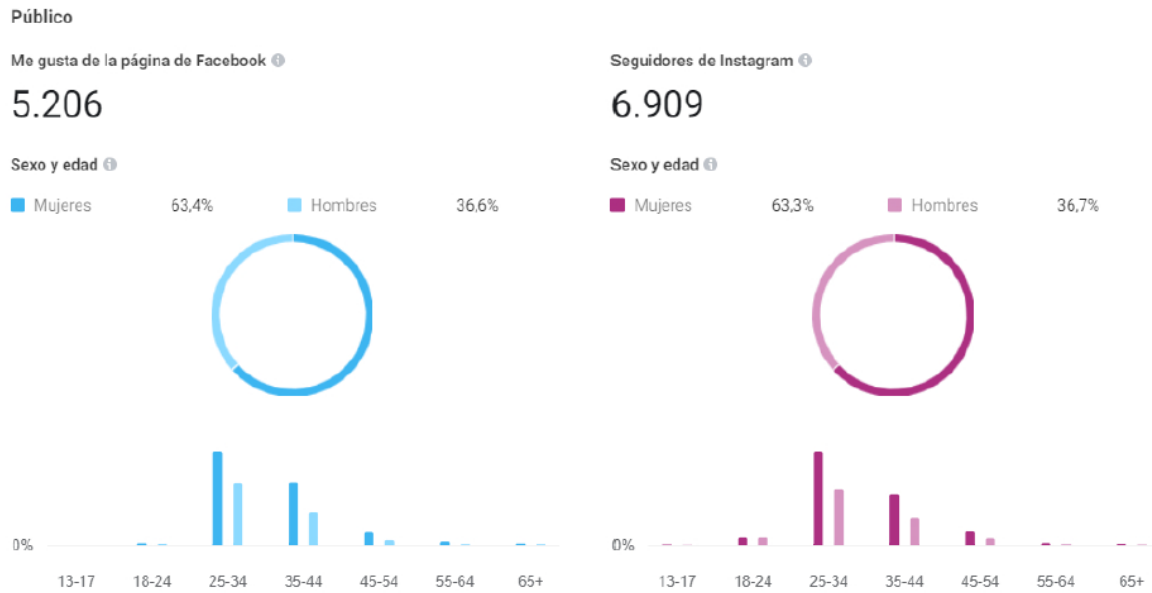 Público
Me gusta de la página de Facebook
5.206
Sexo y edad
Mujeres 63,4% Hombres 36,6%
0%
13-17 18-24 25-34 35-44 45-54 55-64 65+
Seguidores de Instagram
6.909
Sexo y edad
Mujeres 63,3% Hombres 36,7%
0%
13-17 18-24 25-34 35-44 45-54 55-64 65+